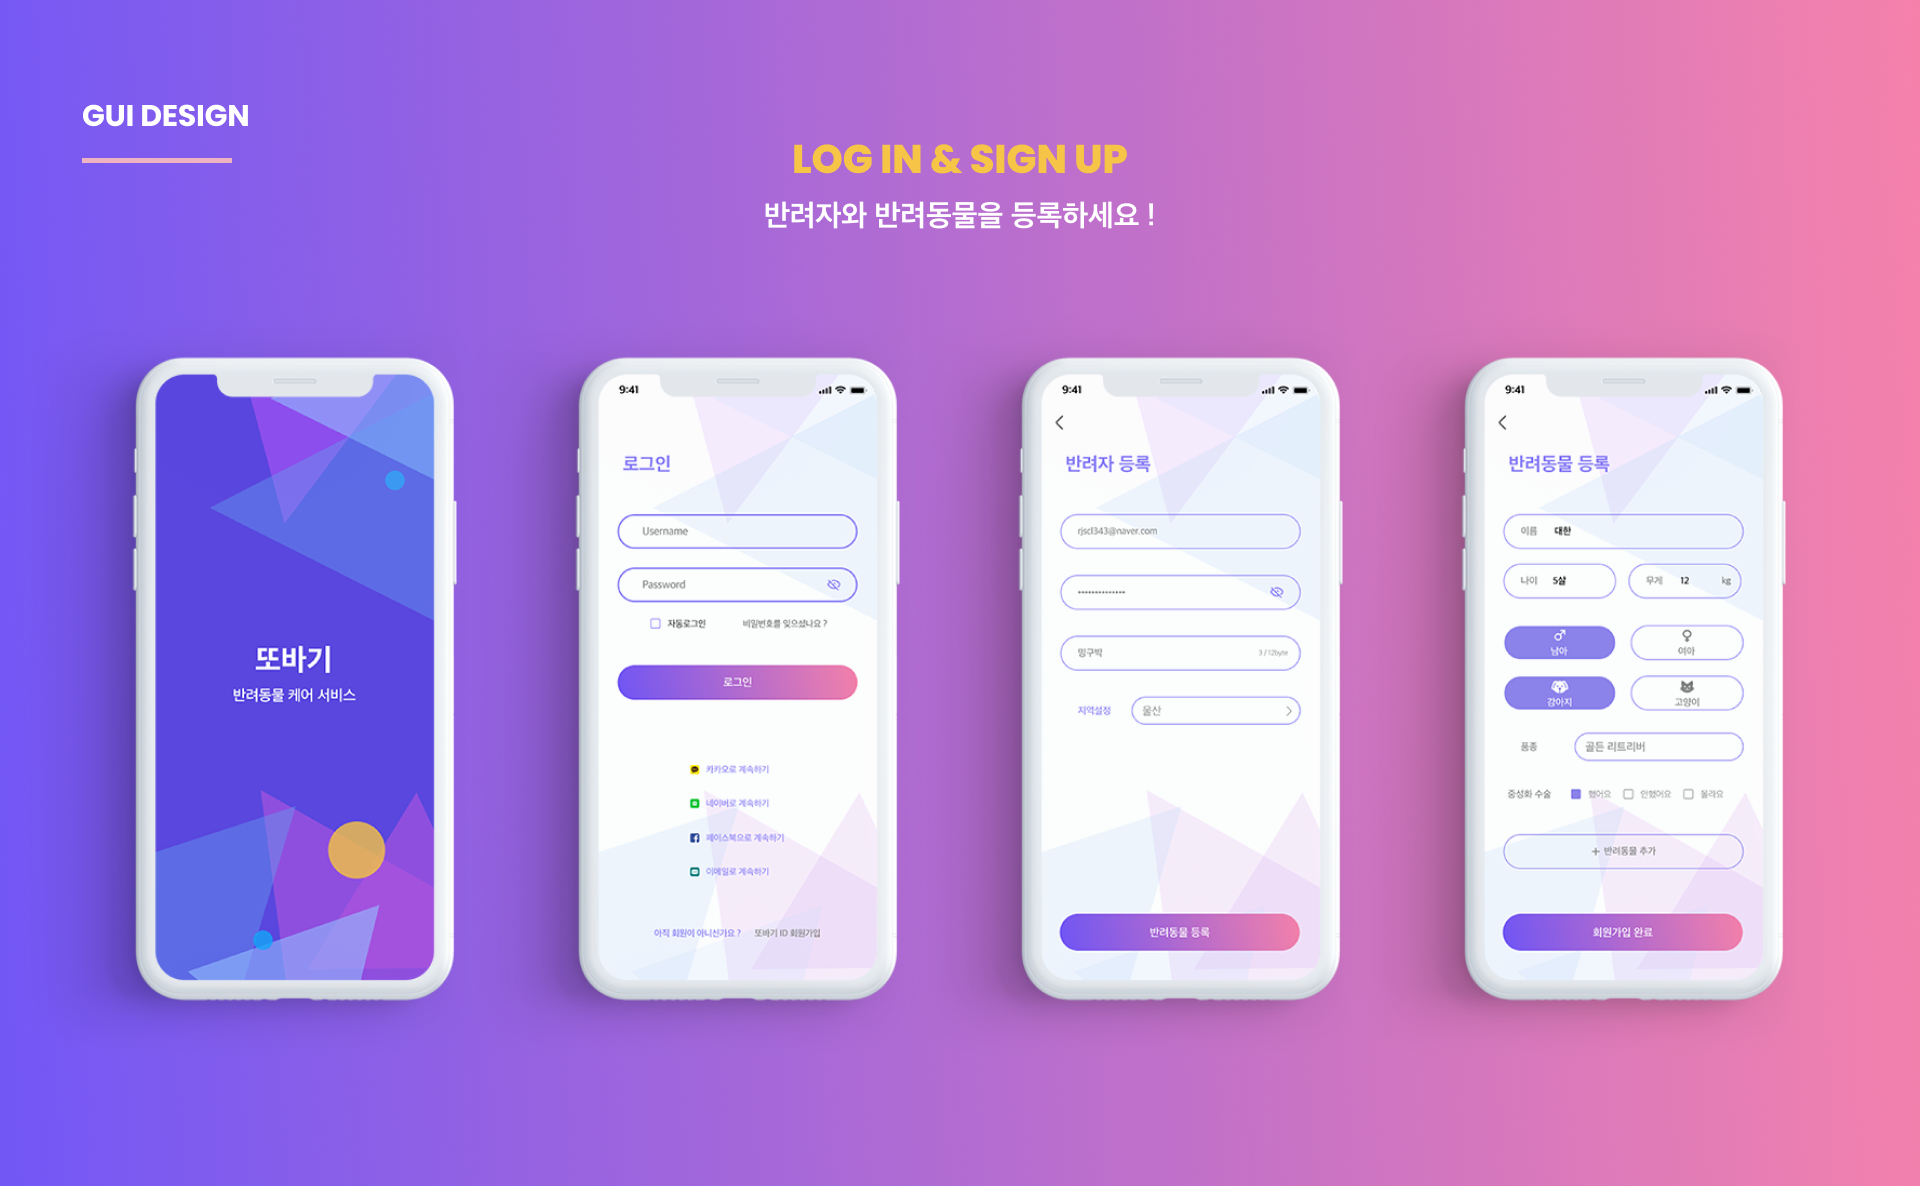 GUI DESIGN
LOG IN & SIGN UP
반려자와 반려동물을 등록하세요 !
또바기
반려동물 케어 서비스
9:41
로그인
Username
Password
자동로그인 비밀번호를 잊으셨나요 ?
로그인
카카오로 계속하기
네이버로 계속하기
페이스북으로 계속하기
이메일로 계속하기
아직 회원이 아니신가요 ? 또바기 ID 회원가입
9:41
반려자 등록
rjscl343@naver.com
밍구박 3 / 12byte
지역설정 울산
반려동물 등록
9:41
반려동물 등록
이름 대한
나이 5살 무게 12 kg
남아 여아
강아지 고양이
품종 골든 리트리버
중성화 수술 했어요 안했어요 몰라요
+ 반려동물 추가
회원가입 완료